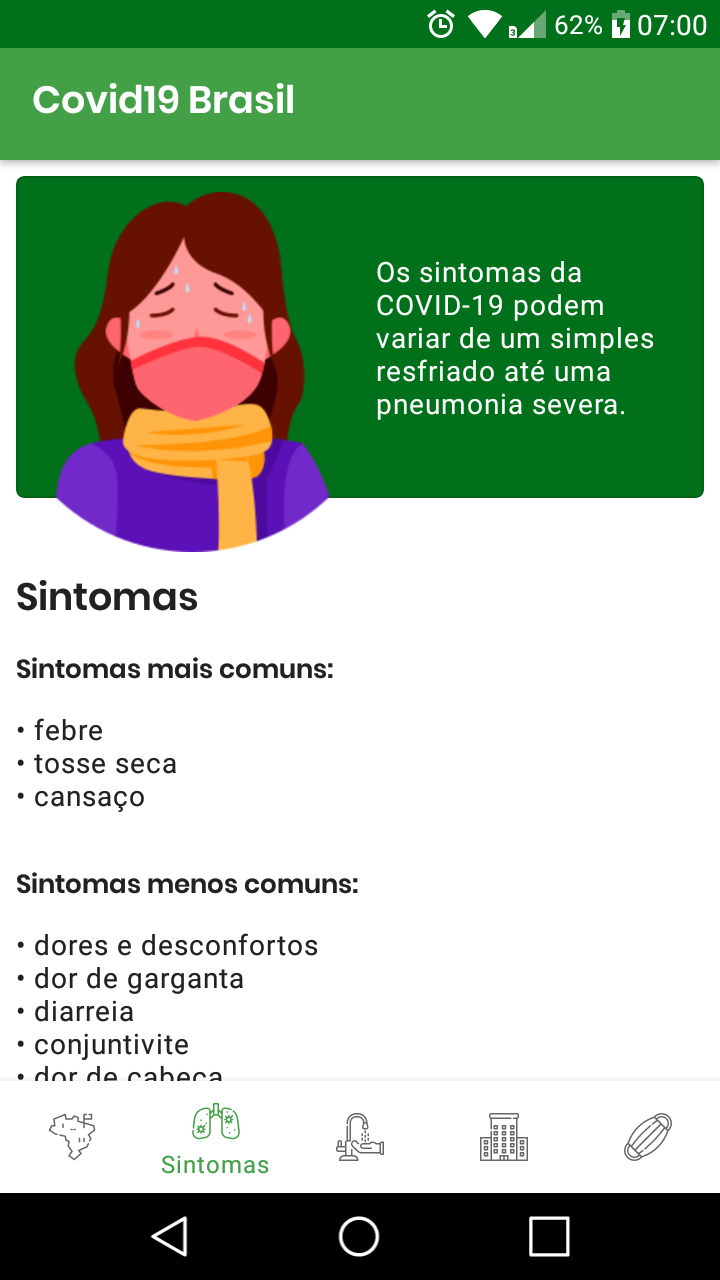 62% 07:00
Covid19 Brasil
Os sintomas da
COVID-19 podem
variar de um simples
resfriado até uma
pneumonia severa.
Sintomas
Sintomas mais comuns:
• febre
• tosse seca
• cansaço
Sintomas menos comuns:
• dores e desconfortos
• dor de garganta
• diarreia
• conjuntivite
• dor de cabeça
Sintomas